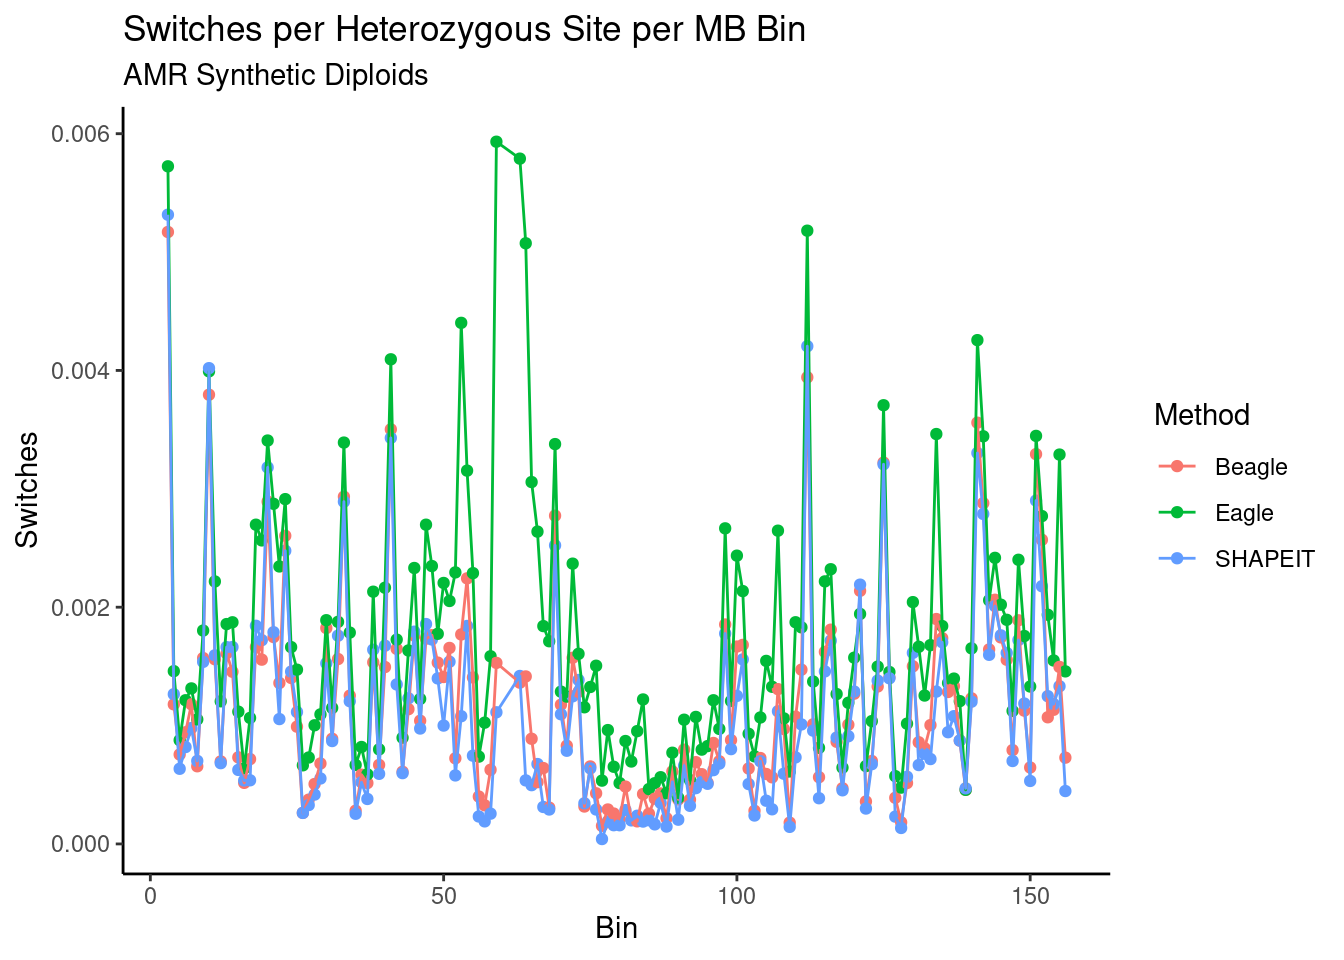 Switches per Heterozygous Site per MB Bin
AMR Synthetic Diploids
0.006
0.004
0.002
0.000
Switches
0
50
100
150
Bin
Method
Beagle
Eagle
SHAPEIT